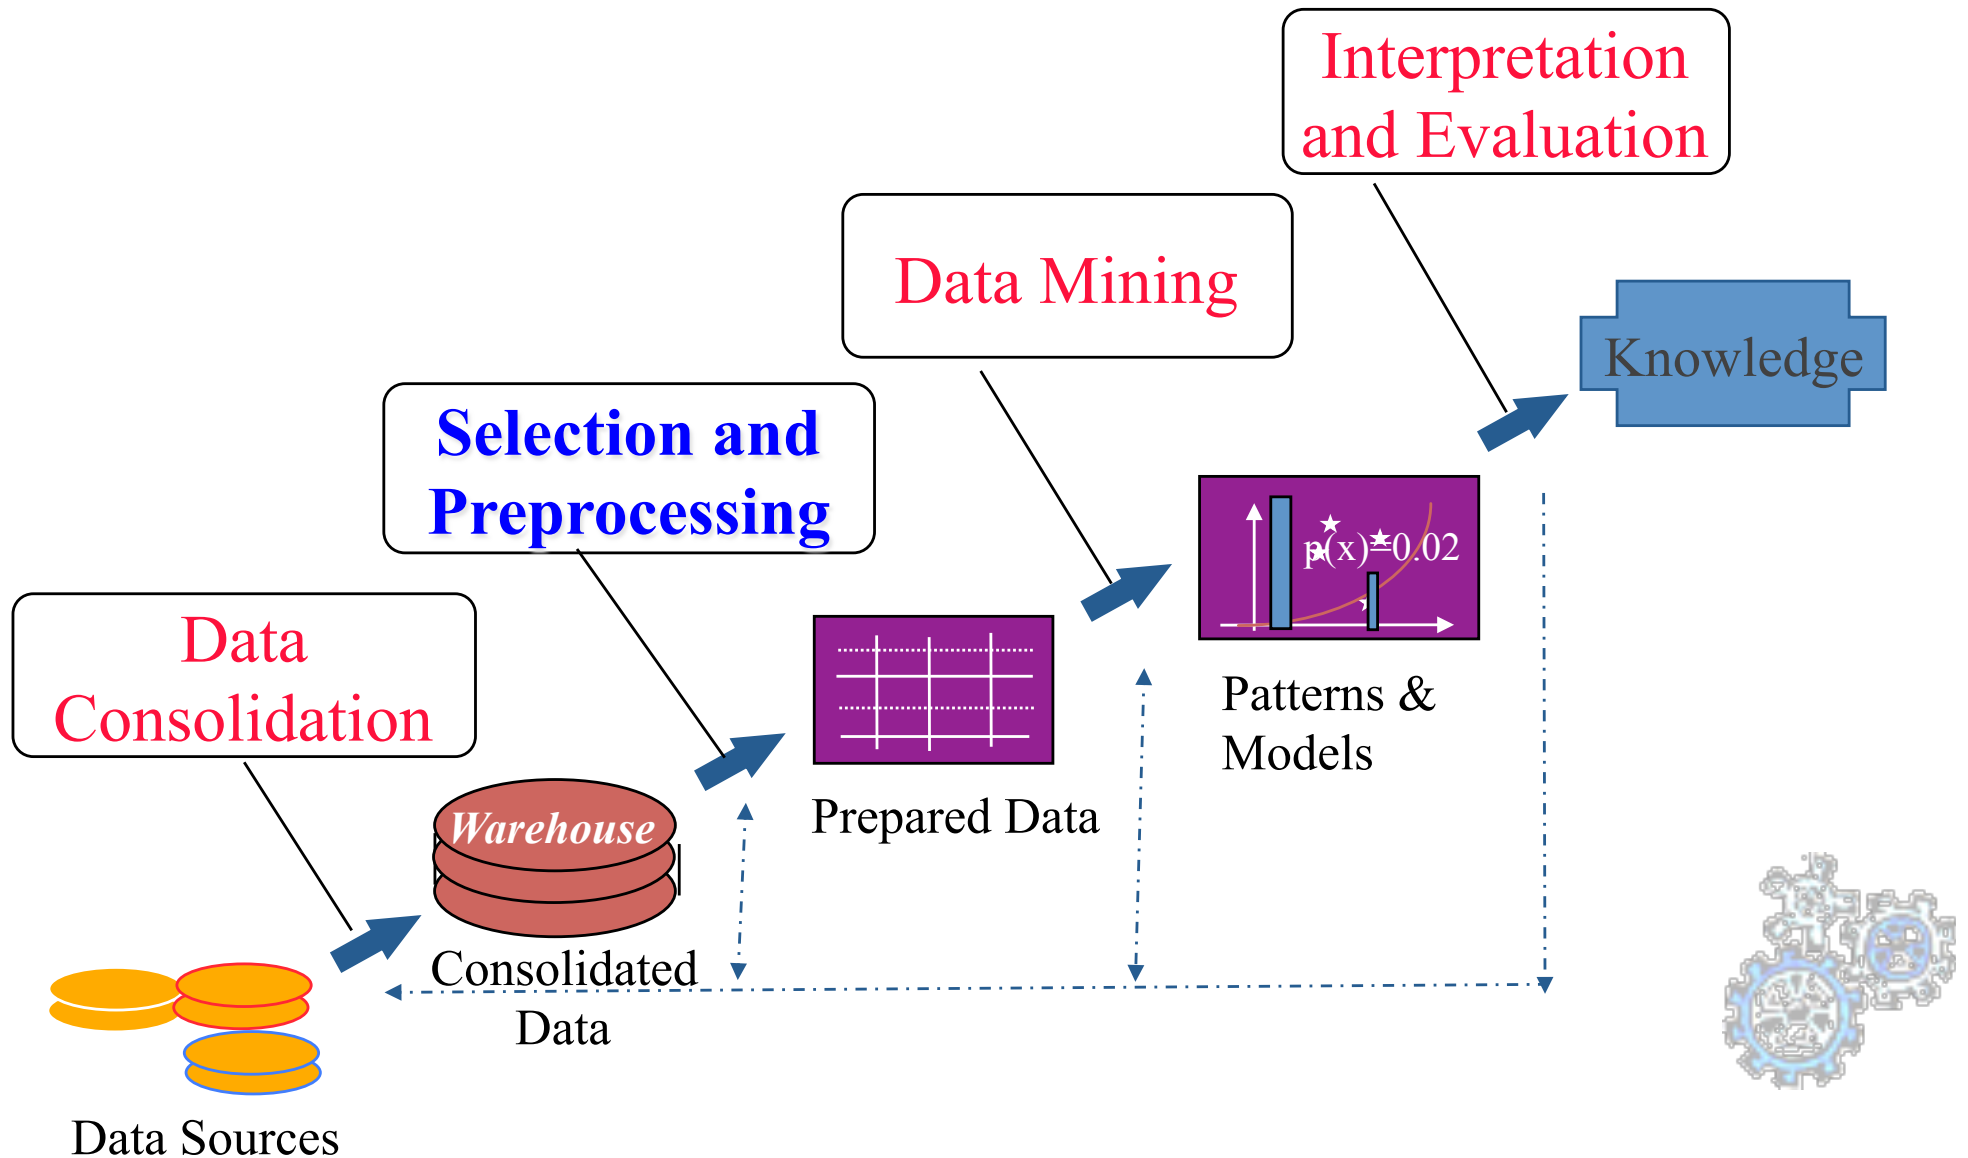 Interpretation
and Evaluation
Data Mining
Knowledge
Selection and
Preprocessing
p(x)=0.02
Data
Consolidation
Patterns &
Models
Prepared Data
Warehouse
Consolidated
Data
Data Sources